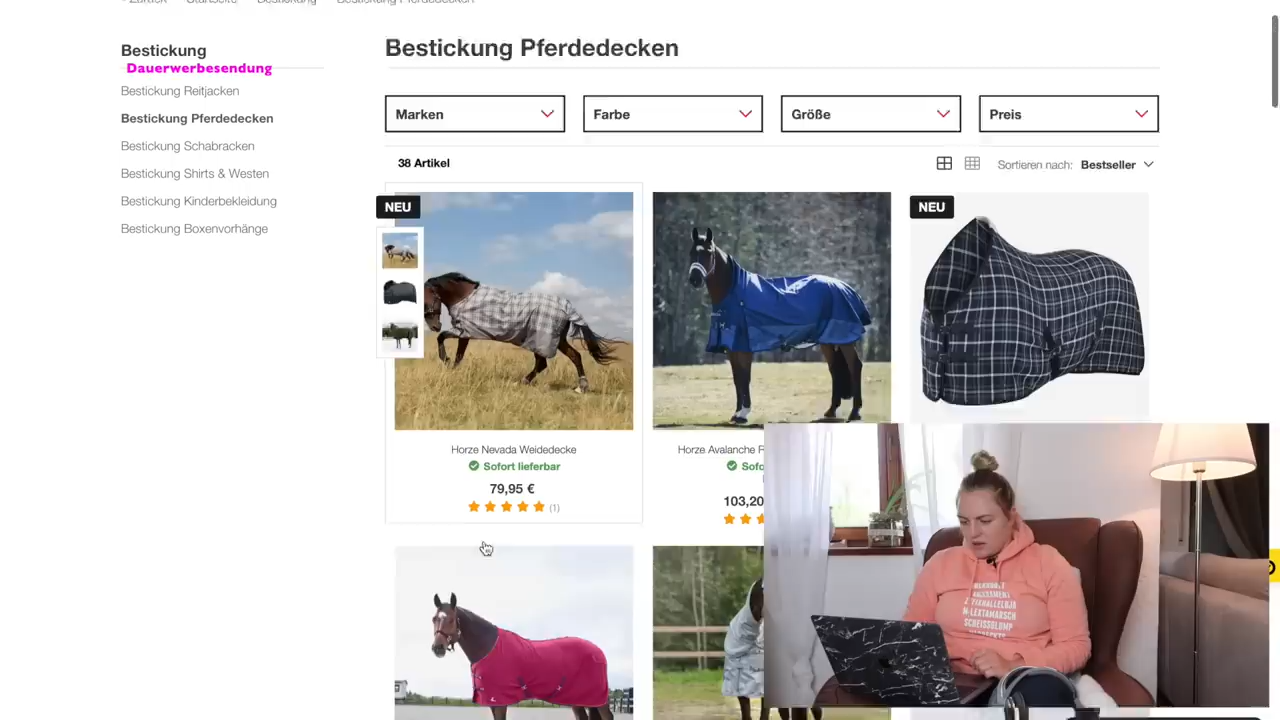 Bestickung
Dauerwerbesendung
Bestickung Reitjacken
Bestickung Pferdedecken
Bestickung Schabracken
Bestickung Shirts & Westen
Bestickung Kinderbekleidung
Bestickung Boxenvorhänge
Bestickung Pferdedecken
Marken
Farbe
Größe
Preis
38 Artikel
Sortieren nach: Bestseller
NEU
NEU
Horze Nevada Weidedecke
Sofort lieferbar
79,95 €
(1)
Horze Avalanche
103,20